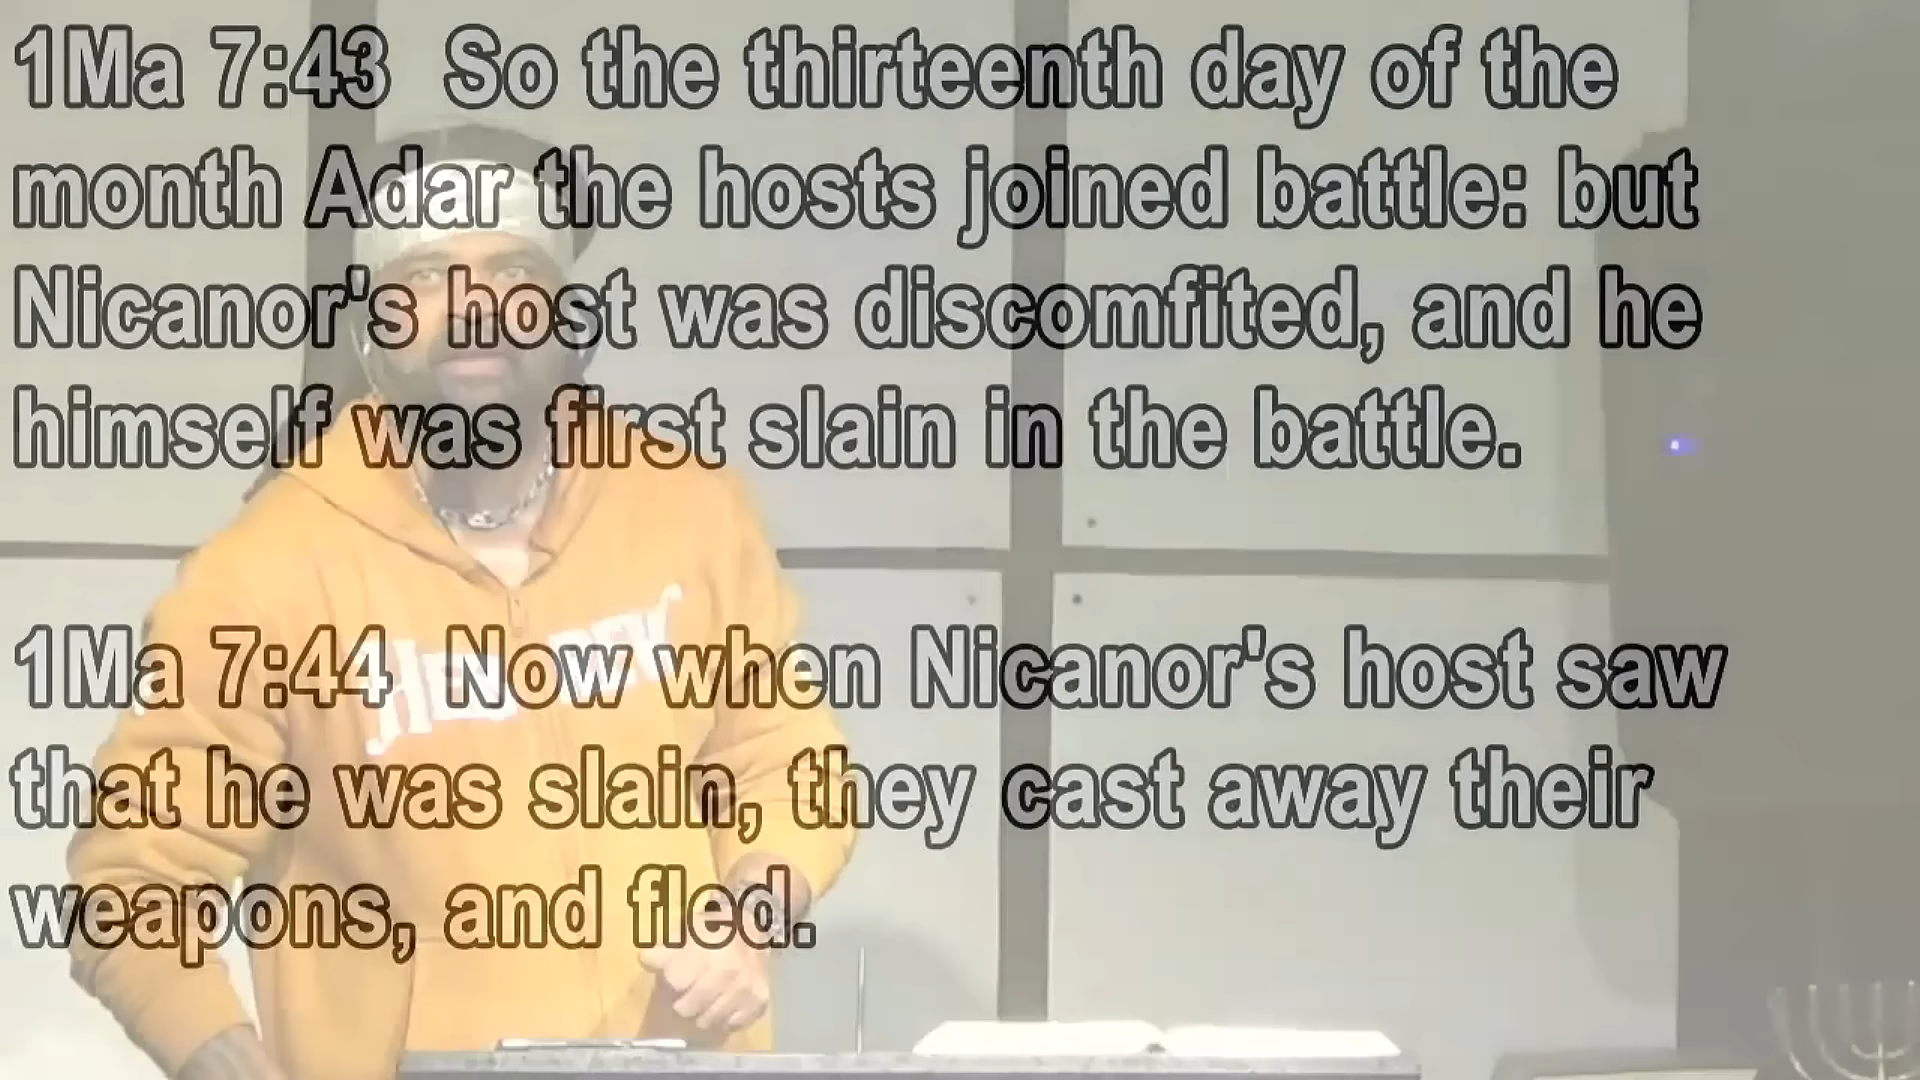 1Ma 7:43 So the thirteenth day of the
month Adar the hosts joined battle: but
Nicanor's host was discomfited, and he
himself was first slain in the battle.
1Ma 7:44 Now when Nicanor's host saw
that he was slain, they cast away their
weapons, and fled.